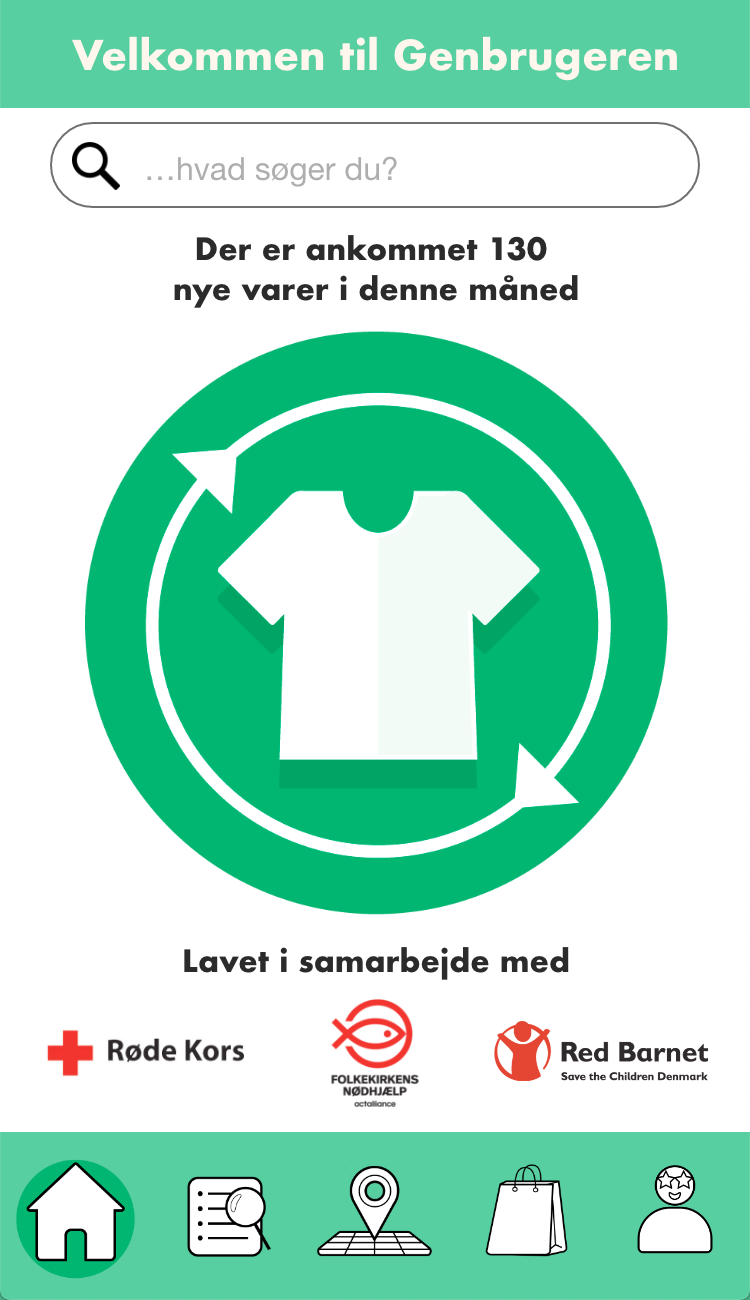 Velkommen til Genbrugeren
...hvad søger du?
Der er ankommet 130
nye varer i denne måned
Lavet i samarbejde med
Røde Kors
FOLKEKIRKENS
NØDHJÆLP
actalliance
Red Barnet
Save the Children Denmark